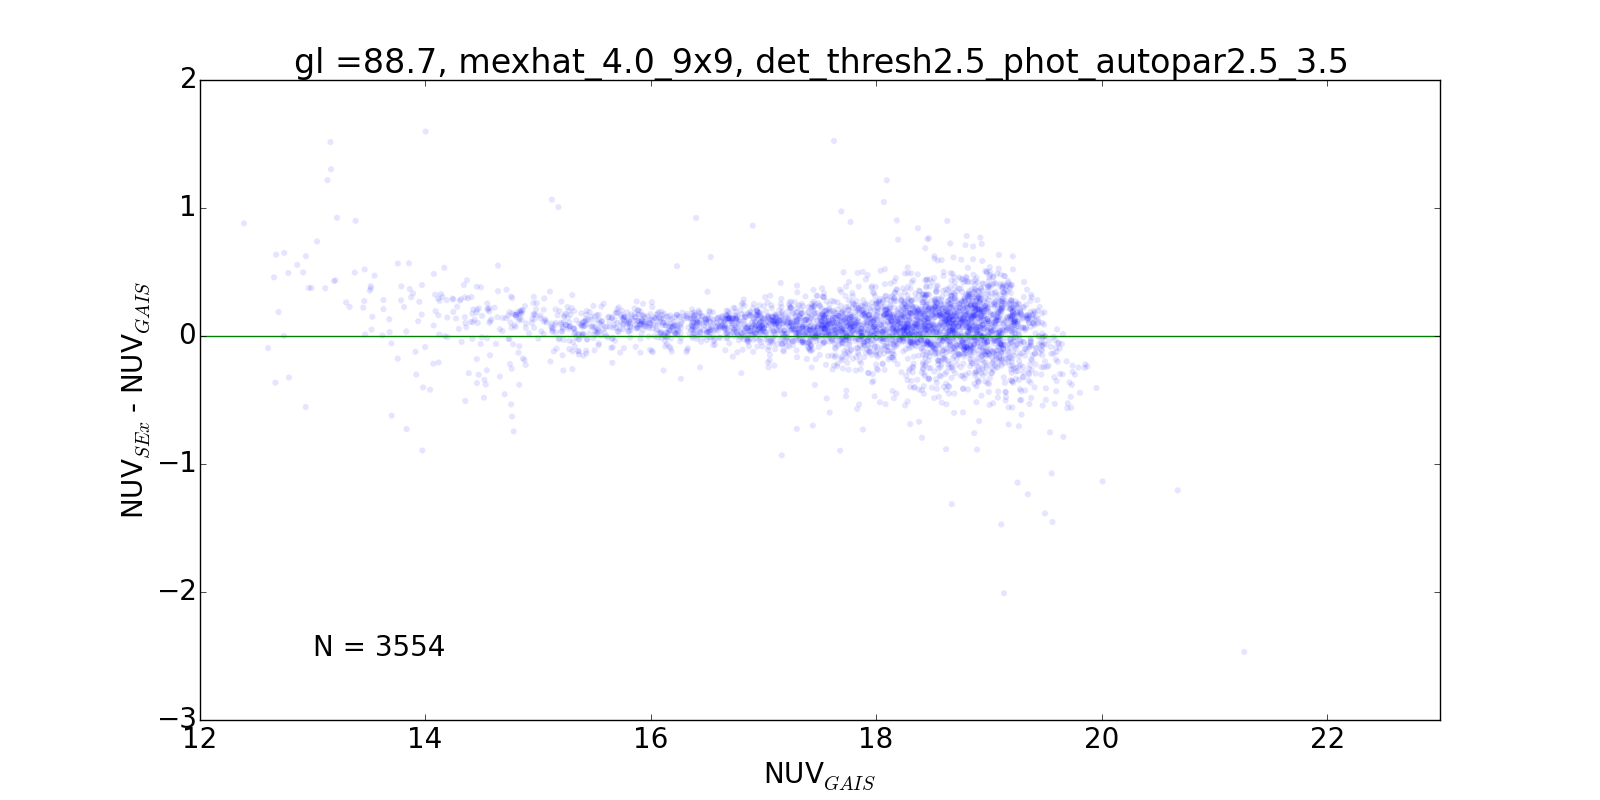 gl =88.7, mexhat_4.0_9x9, det_thresh2.5_phot_autopar2.5_3.5
2
1
0
−1
−2
−3
NUV_SEx - NUV_GAIS
N = 3554
12 14 16 18 20 22
NUV_GAIS